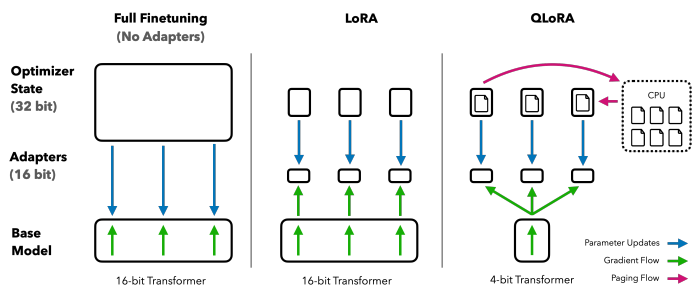 Full Finetuning
(No Adapters)
LoRA
QLoRA
Optimizer
State
(32 bit)
CPU
Adapters
(16 bit)
Base
Model
Parameter Updates
Gradient Flow
Paging Flow
16-bit Transformer
16-bit Transformer
4-bit Transformer